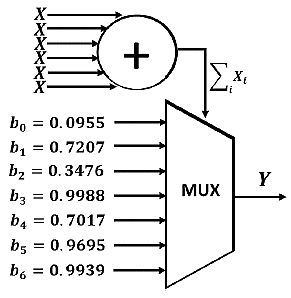 X
X
X
X
X
X
+
∑ᵢ Xᵢ
b₀ = 0.0955
b₁ = 0.7207
b₂ = 0.3476
b₃ = 0.9988
b₄ = 0.7017
b₅ = 0.9695
b₆ = 0.9939
MUX
Y